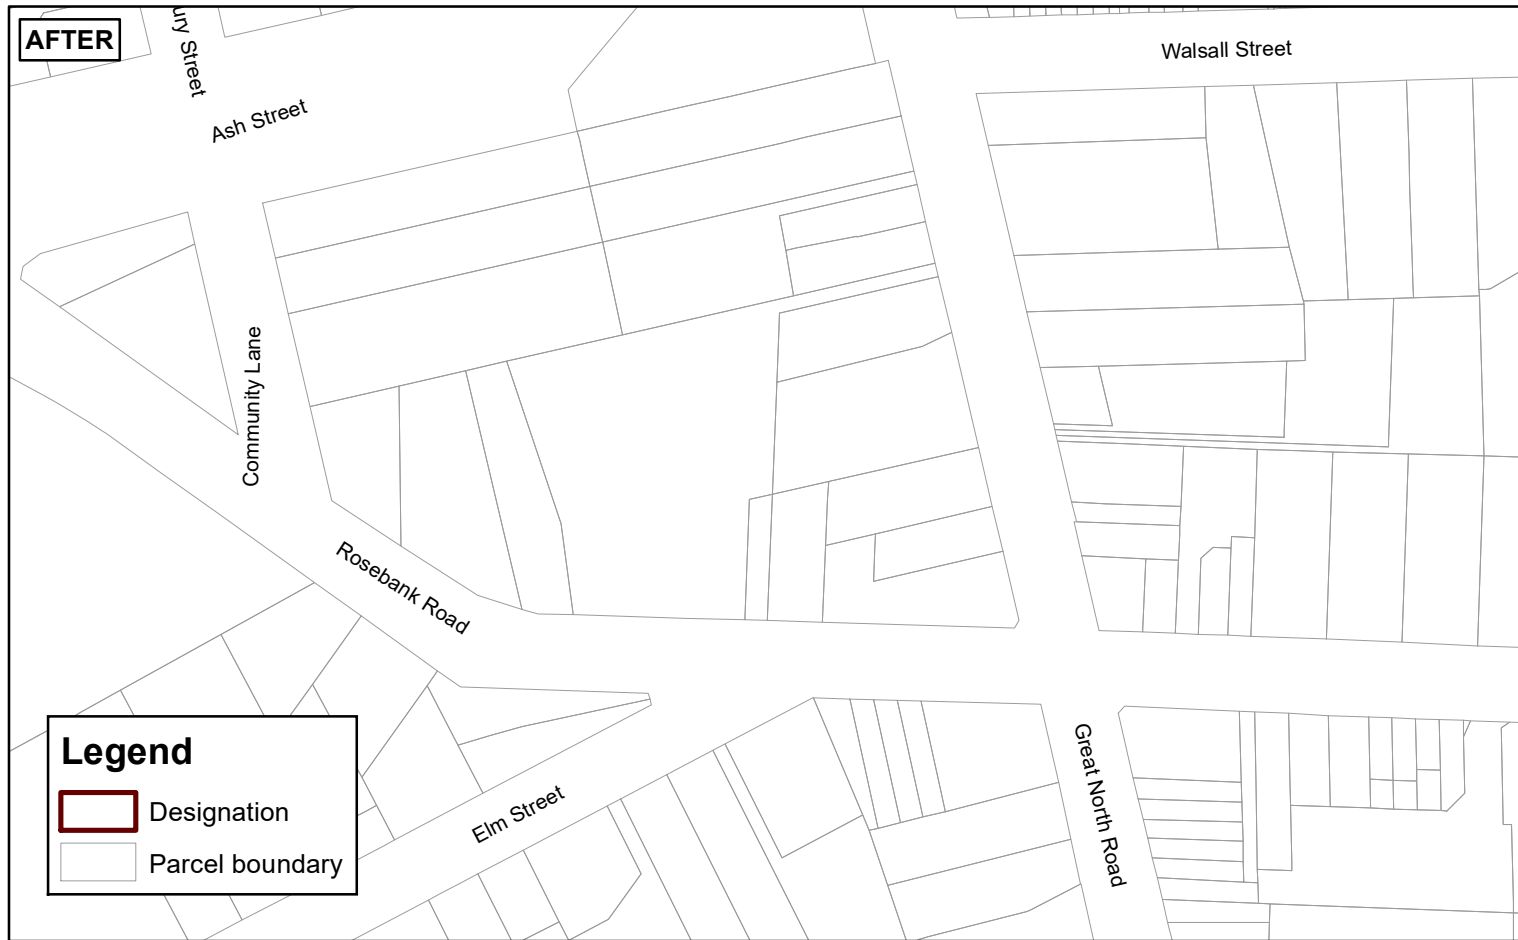 AFTER
ury Street
Walsall Street
Ash Street
Community Lane
Rosebank Road
Legend
Designation
Parcel boundary
Elm Street
Great North Road